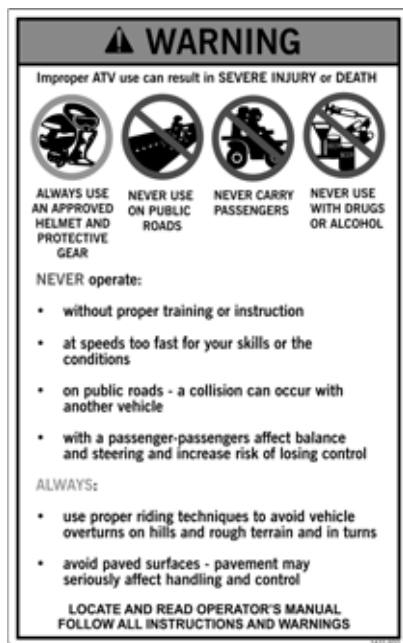 WARNING
Improper ATV use can result in SEVERE INJURY or DEATH
ALWAYS USE
AN APPROVED
HELMET AND
PROTECTIVE
GEAR
NEVER USE
ON PUBLIC
ROADS
NEVER CARRY
PASSENGERS
NEVER USE
WITH DRUGS
OR ALCOHOL
NEVER operate:
• without proper training or instruction
• at speeds too fast for your skills or the
conditions
• on public roads - a collision can occur with
another vehicle
• with a passenger-passengers affect balance
and steering and increase risk of losing control
ALWAYS:
• use proper riding techniques to avoid vehicle
overturns on hills and rough terrain and in turns
• avoid paved surfaces - pavement may
seriously affect handling and control
LOCATE AND READ OPERATOR'S MANUAL
FOLLOW ALL INSTRUCTIONS AND WARNINGS